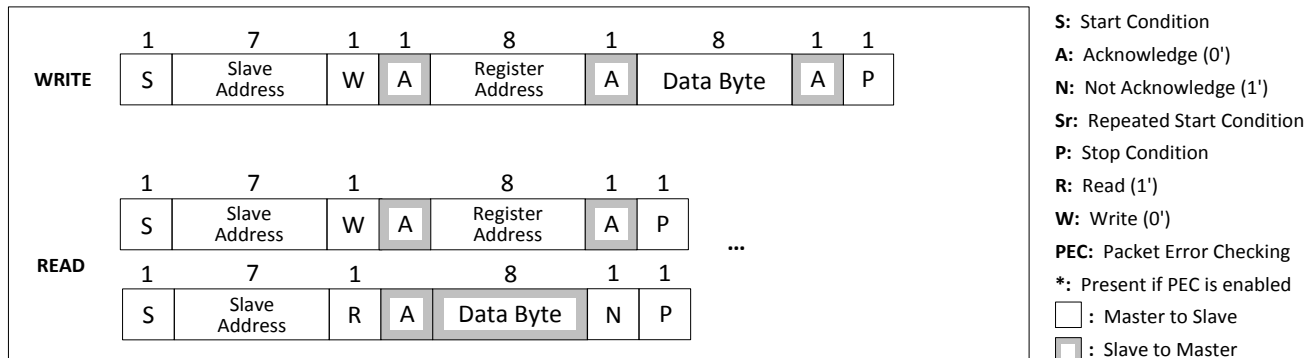 1 7 1 1 8 1 8 1 1
WRITE S Slave Address W A Register Address A Data Byte A P
1 7 1 8 1 1
S Slave Address W A Register Address A P ...
READ
1 7 1 8 1 1
S Slave Address R A Data Byte N P
S: Start Condition
A: Acknowledge (0')
N: Not Acknowledge (1')
Sr: Repeated Start Condition
P: Stop Condition
R: Read (1')
W: Write (0')
PEC: Packet Error Checking
*: Present if PEC is enabled
: Master to Slave
: Slave to Master